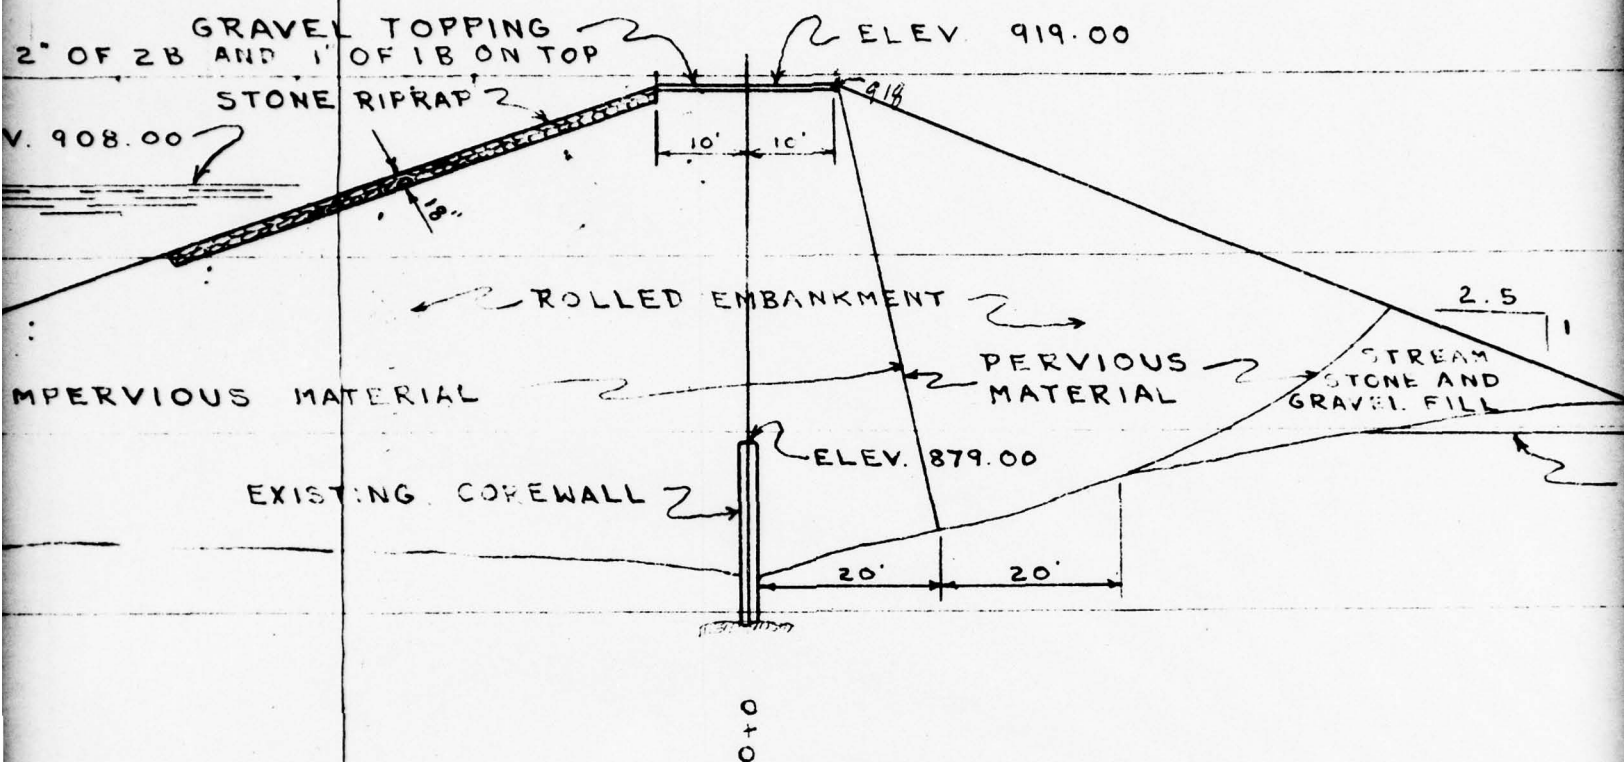 GRAVEL TOPPING
2" OF 2B AND 1" OF 1B ON TOP
ELEV. 919.00
STONE RIPRAP
918
V. 908.00
10' 10'
18"
ROLLED EMBANKMENT
2.5
1
PERVIOUS
MATERIAL
STREAM
STONE AND
GRAVEL FILL
MPERVIOUS MATERIAL
ELEV. 879.00
EXISTING COREWALL
20' 20'
0+0